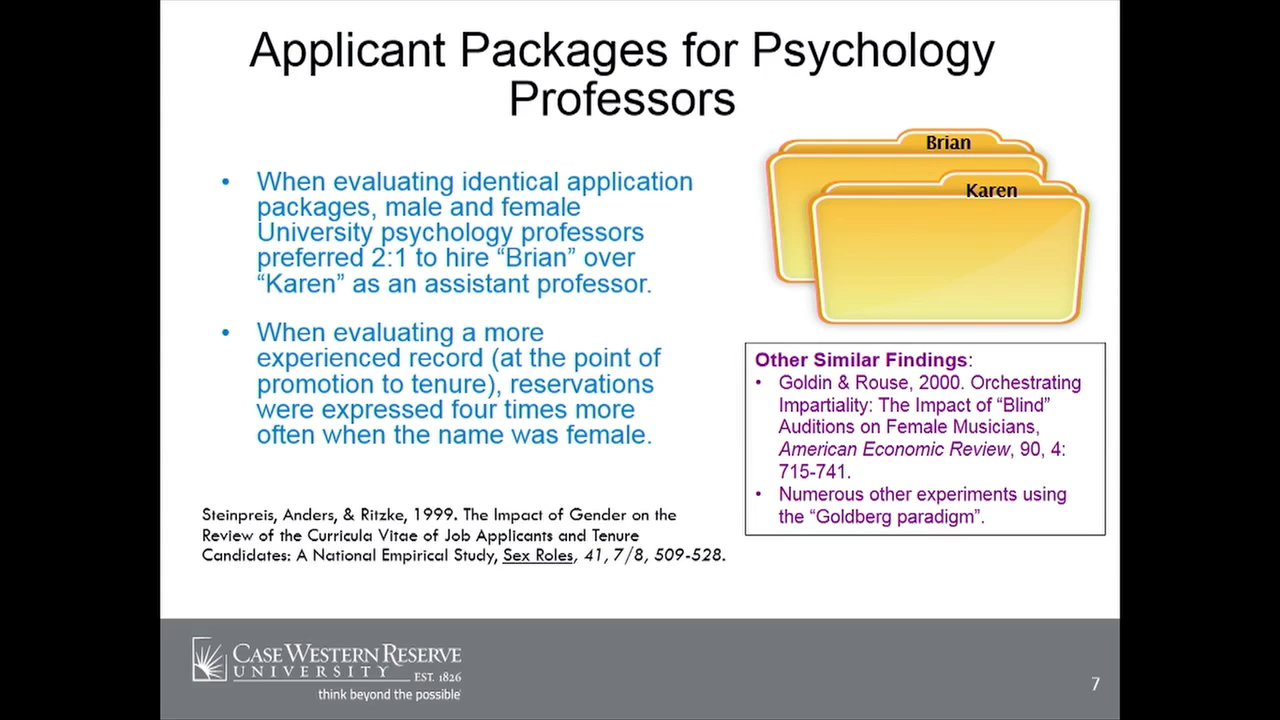 Applicant Packages for Psychology
Professors
• When evaluating identical application
packages, male and female
University psychology professors
preferred 2:1 to hire “Brian” over
“Karen” as an assistant professor.
• When evaluating a more
experienced record (at the point of
promotion to tenure), reservations
were expressed four times more
often when the name was female.
Steinpreis, Anders, & Ritzke, 1999. The Impact of Gender on the
Review of the Curricula Vitae of Job Applicants and Tenure
Candidates: A National Empirical Study, Sex Roles, 41, 7/8, 509-528.
Brian
Karen
Other Similar Findings:
• Goldin & Rouse, 2000. Orchestrating
Impartiality: The Impact of “Blind”
Auditions on Female Musicians,
American Economic Review, 90, 4:
715-741.
• Numerous other experiments using
the “Goldberg paradigm”.
CASE WESTERN RESERVE
UNIVERSITY EST. 1826
think beyond the possible
7